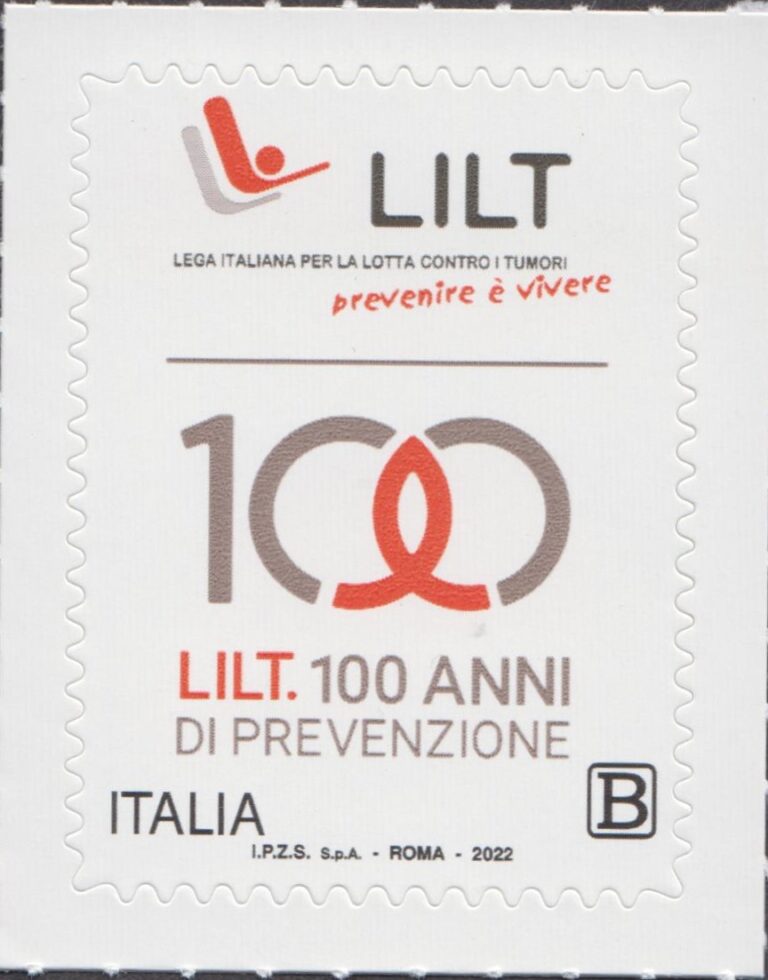 LILT
LEGA ITALIANA PER LA LOTTA CONTRO I TUMORI
prevenire è vivere
100
LILT. 100 ANNI
DI PREVENZIONE
ITALIA
B
I.P.Z.S. S.p.A. - ROMA - 2022